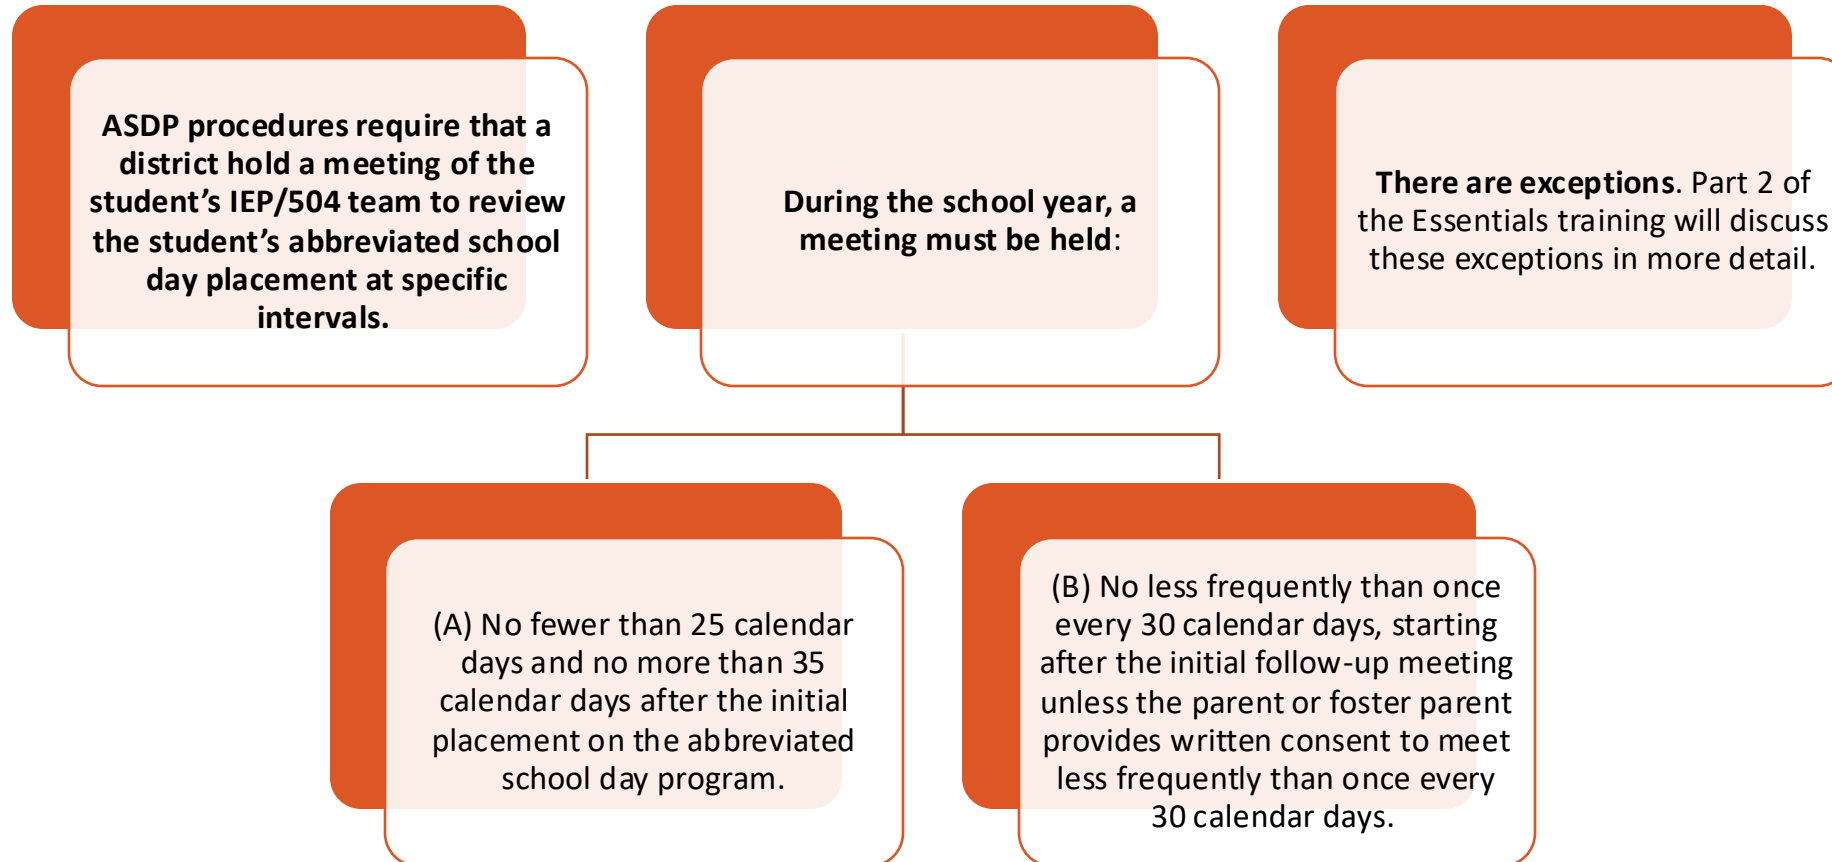 ASDP procedures require that a
district hold a meeting of the
student’s IEP/504 team to review
the student’s abbreviated school
day placement at specific
intervals.
During the school year, a
meeting must be held:
There are exceptions. Part 2 of
the Essentials training will discuss
these exceptions in more detail.
(A) No fewer than 25 calendar
days and no more than 35
calendar days after the initial
placement on the abbreviated
school day program.
(B) No less frequently than once
every 30 calendar days, starting
after the initial follow-up meeting
unless the parent or foster parent
provides written consent to meet
less frequently than once every
30 calendar days.